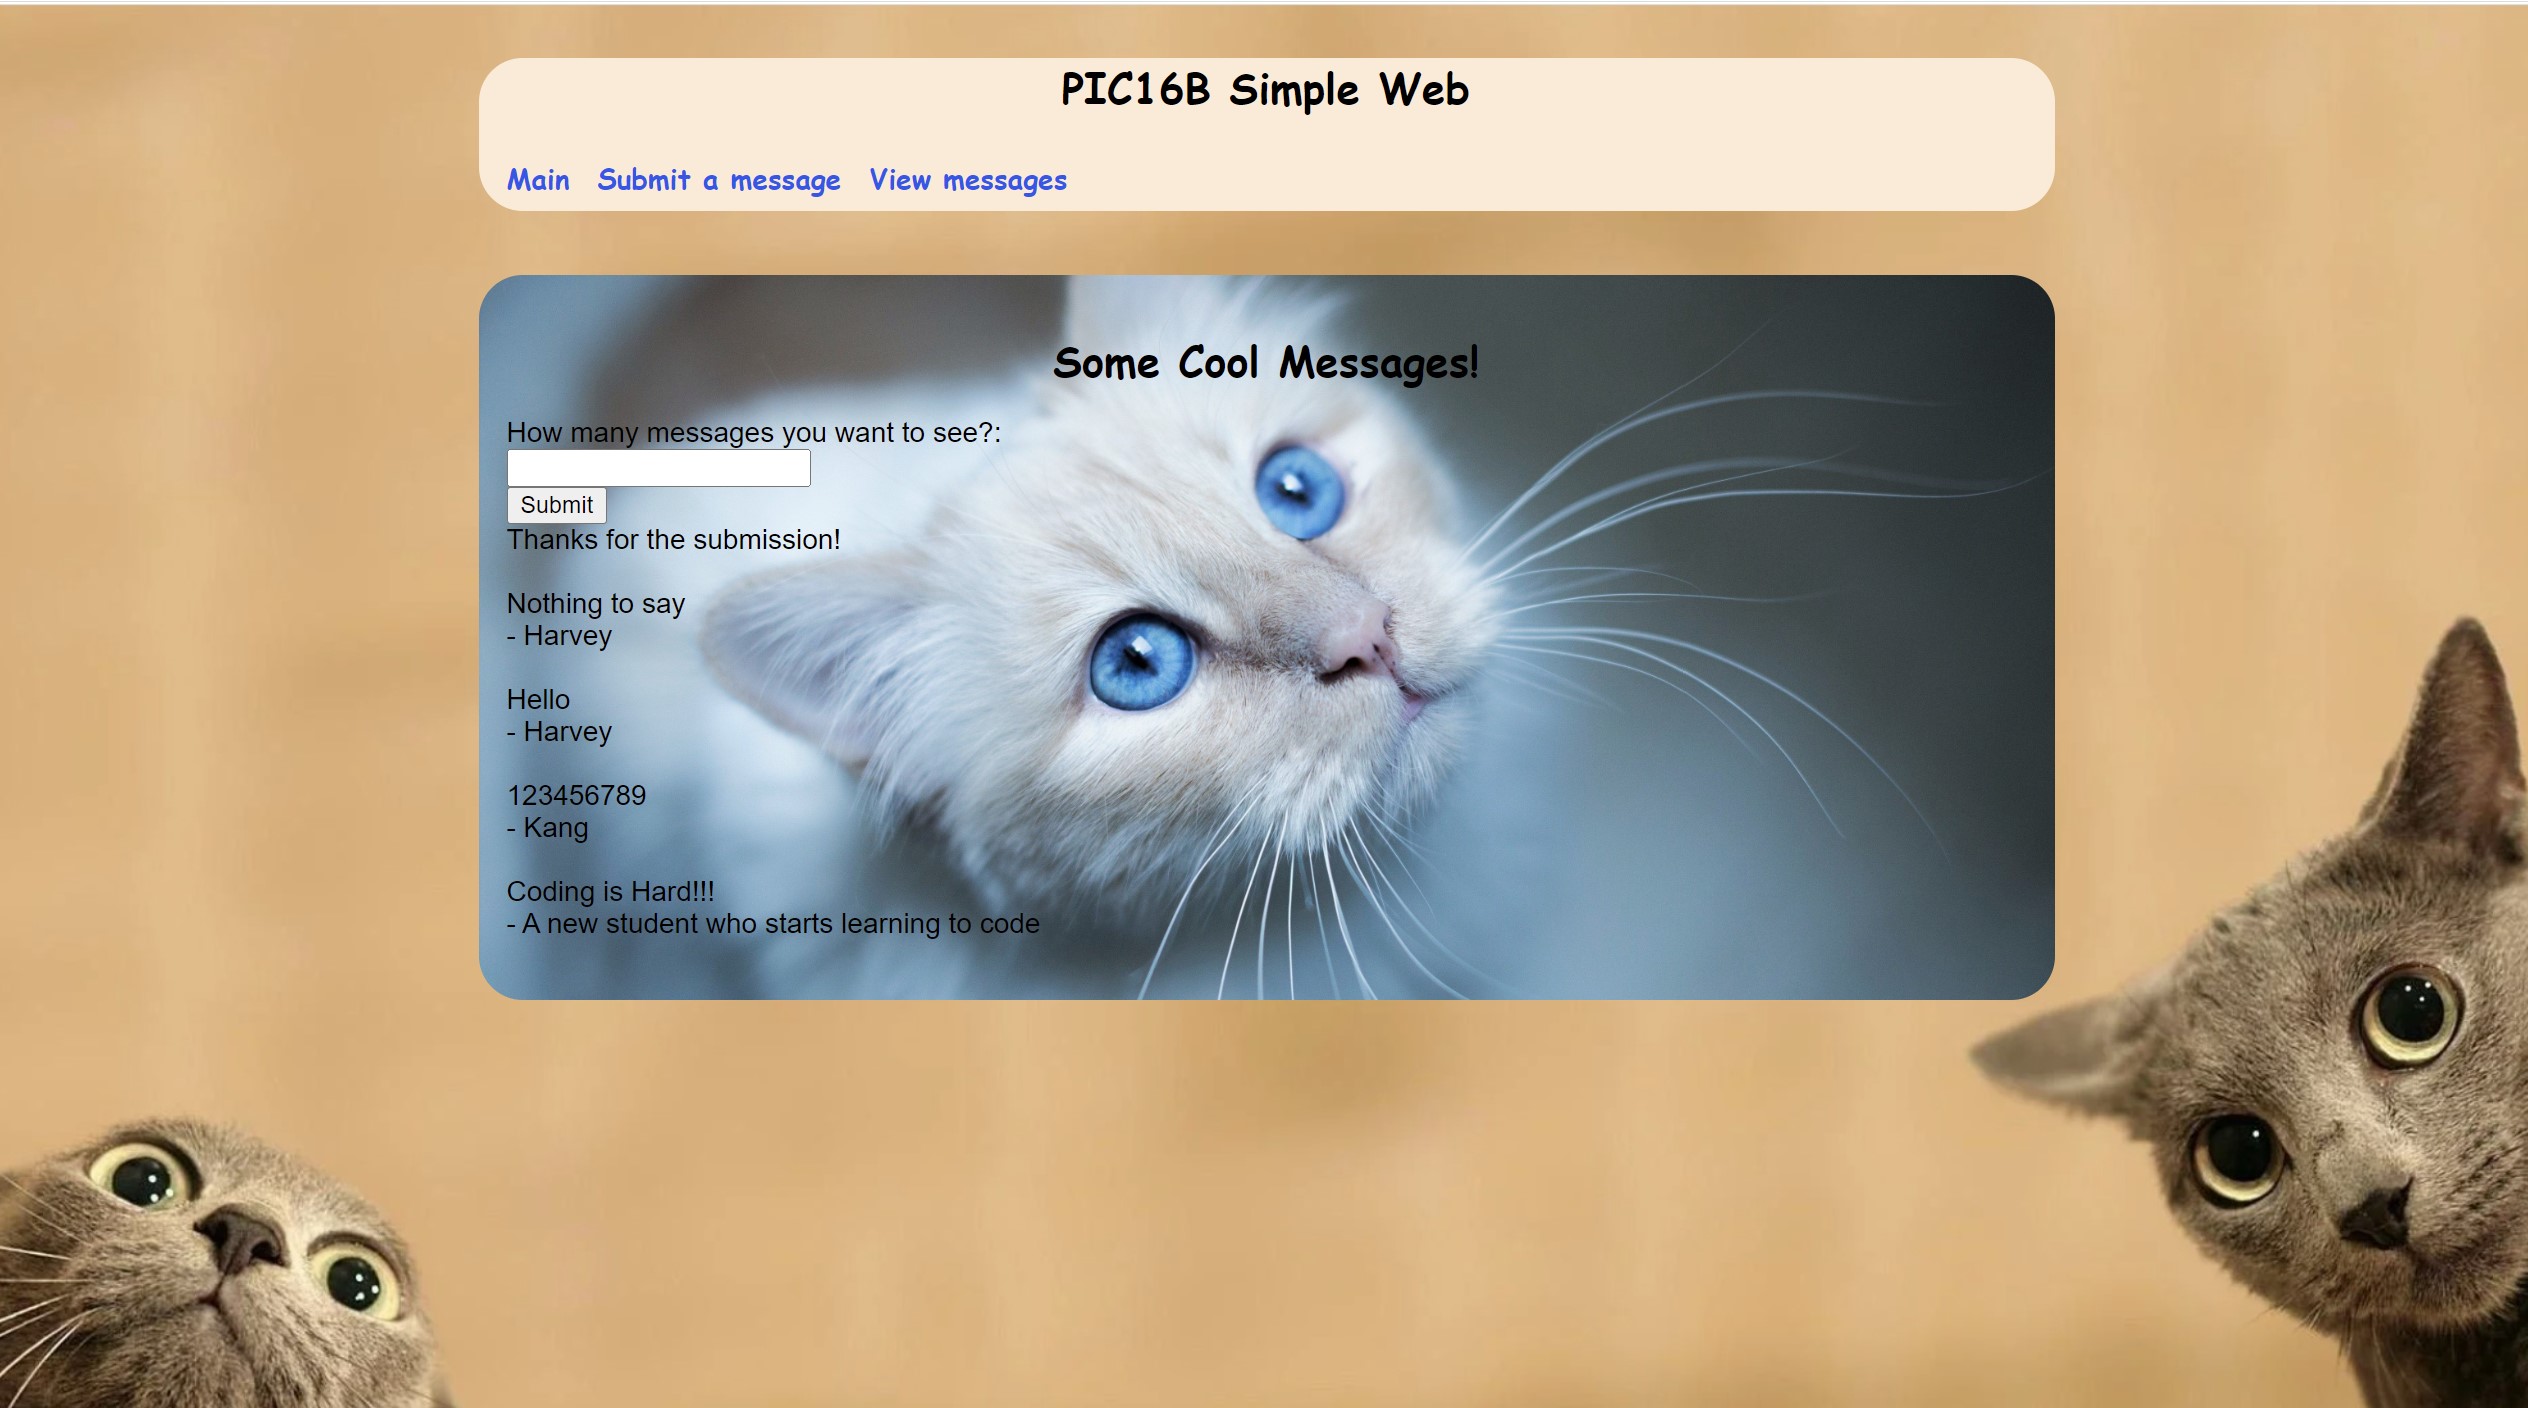 PIC16B Simple Web
Main Submit a message View messages
Some Cool Messages!
How many messages you want to see?:
Submit
Thanks for the submission!
Nothing to say
- Harvey
Hello
- Harvey
123456789
- Kang
Coding is Hard!!!
- A new student who starts learning to code